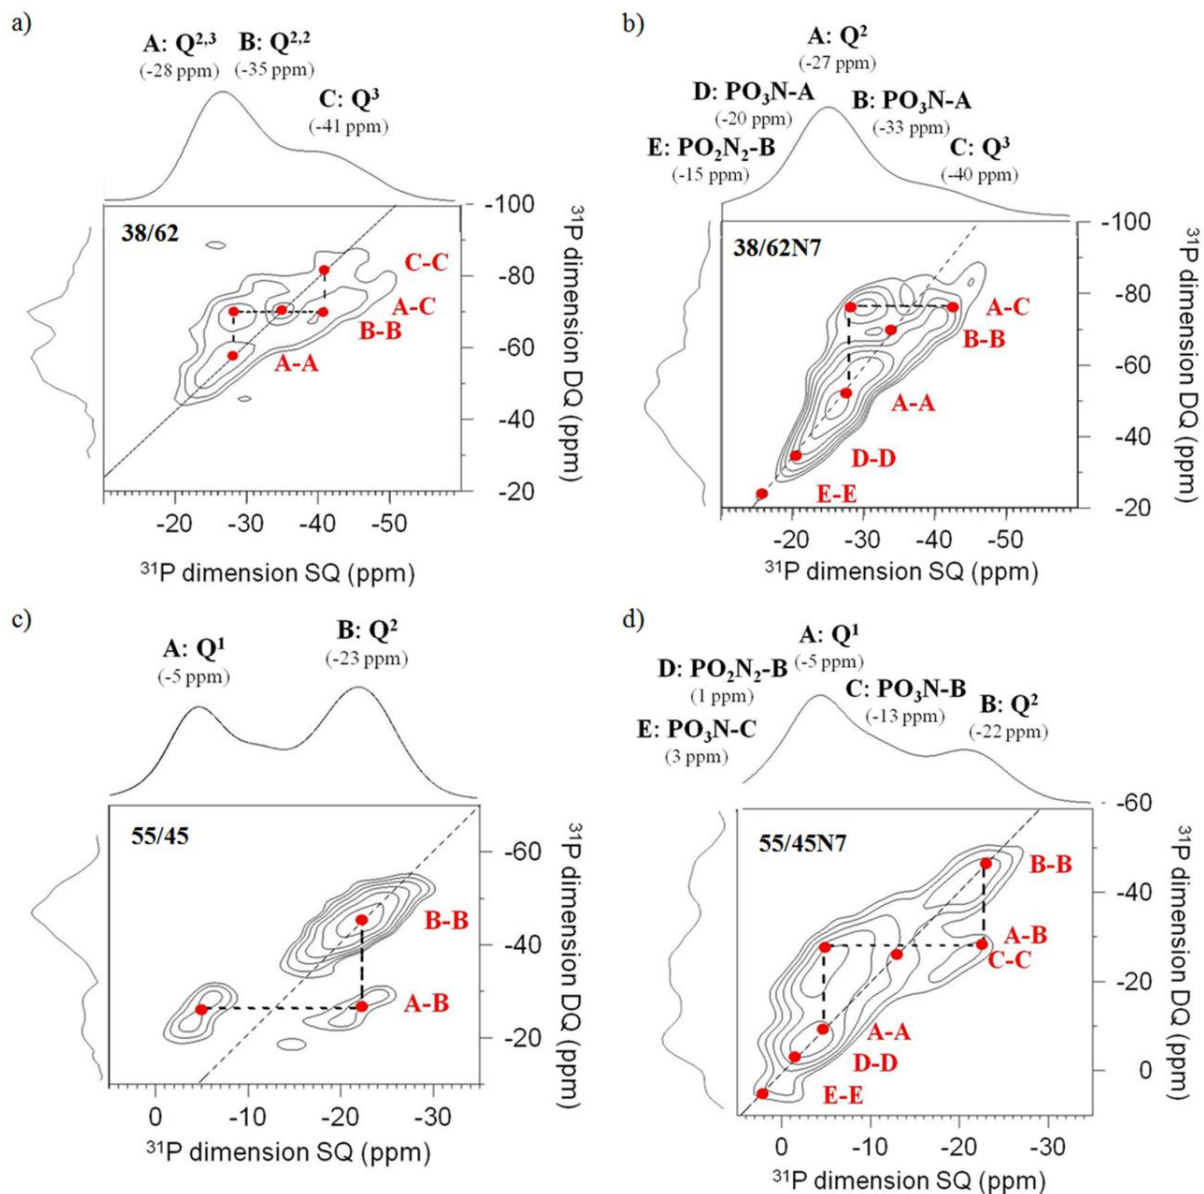 a)
A: Q2,3 B: Q2,2
(-28 ppm) (-35 ppm)
C: Q3
(-41 ppm)
38/62
C-C
A-C
B-B
A-A
-100
-80
-60
-40
-20
31P dimension DQ (ppm)
-20 -30 -40 -50
31P dimension SQ (ppm)
b)
A: Q2
(-27 ppm)
D: PO3N-A
(-20 ppm)
B: PO3N-A
(-33 ppm)
E: PO2N2-B
(-15 ppm)
C: Q3
(-40 ppm)
38/62N7
A-C
B-B
A-A
D-D
E-E
-100
-80
-60
-40
-20
31P dimension DQ (ppm)
-20 -30 -40 -50
31P dimension SQ (ppm)
c)
A: Q1
(-5 ppm)
B: Q2
(-23 ppm)
55/45
B-B
A-B
-60
-40
-20
31P dimension DQ (ppm)
0 -10 -20 -30
31P dimension SQ (ppm)
d)
A: Q1
(-5 ppm)
D: PO2N2-B
(1 ppm)
C: PO3N-B
(-13 ppm)
B: Q2
(-22 ppm)
E: PO3N-C
(3 ppm)
55/45N7
B-B
A-B
C-C
A-A
D-D
E-E
-60
-40
-20
0
31P dimension DQ (ppm)
0 -10 -20 -30
31P dimension SQ (ppm)